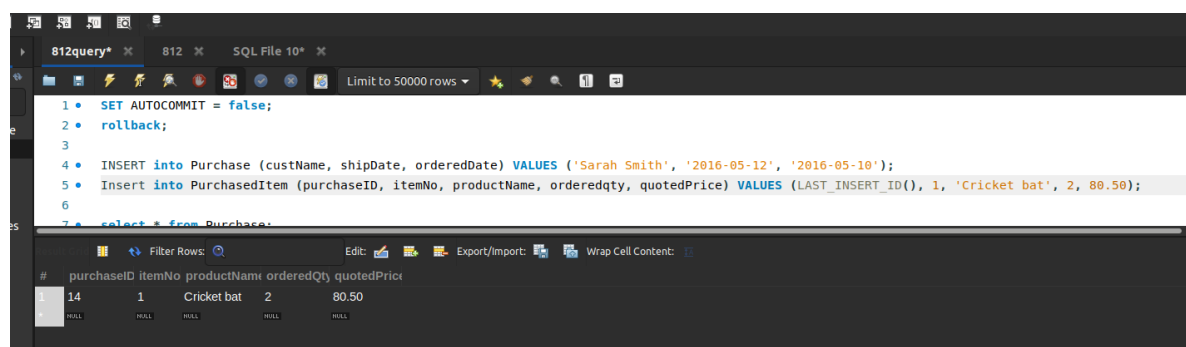 812query* 812 SQL File 10*
Limit to 50000 rows
1 SET AUTOCOMMIT = false;
2 rollback;
3
4 INSERT into Purchase (custName, shipDate, orderedDate) VALUES ('Sarah Smith', '2016-05-12', '2016-05-10');
5 Insert into PurchasedItem (purchaseID, itemNo, productName, orderedqty, quotedPrice) VALUES (LAST_INSERT_ID(), 1, 'Cricket bat', 2, 80.50);
6
7 select * from Purchase;
Filter Rows: Edit: Export/Import: Wrap Cell Content:
# purchaseID itemNo productName orderedQty quotedPrice
1 14 1 Cricket bat 2 80.50
* NULL NULL NULL NULL NULL